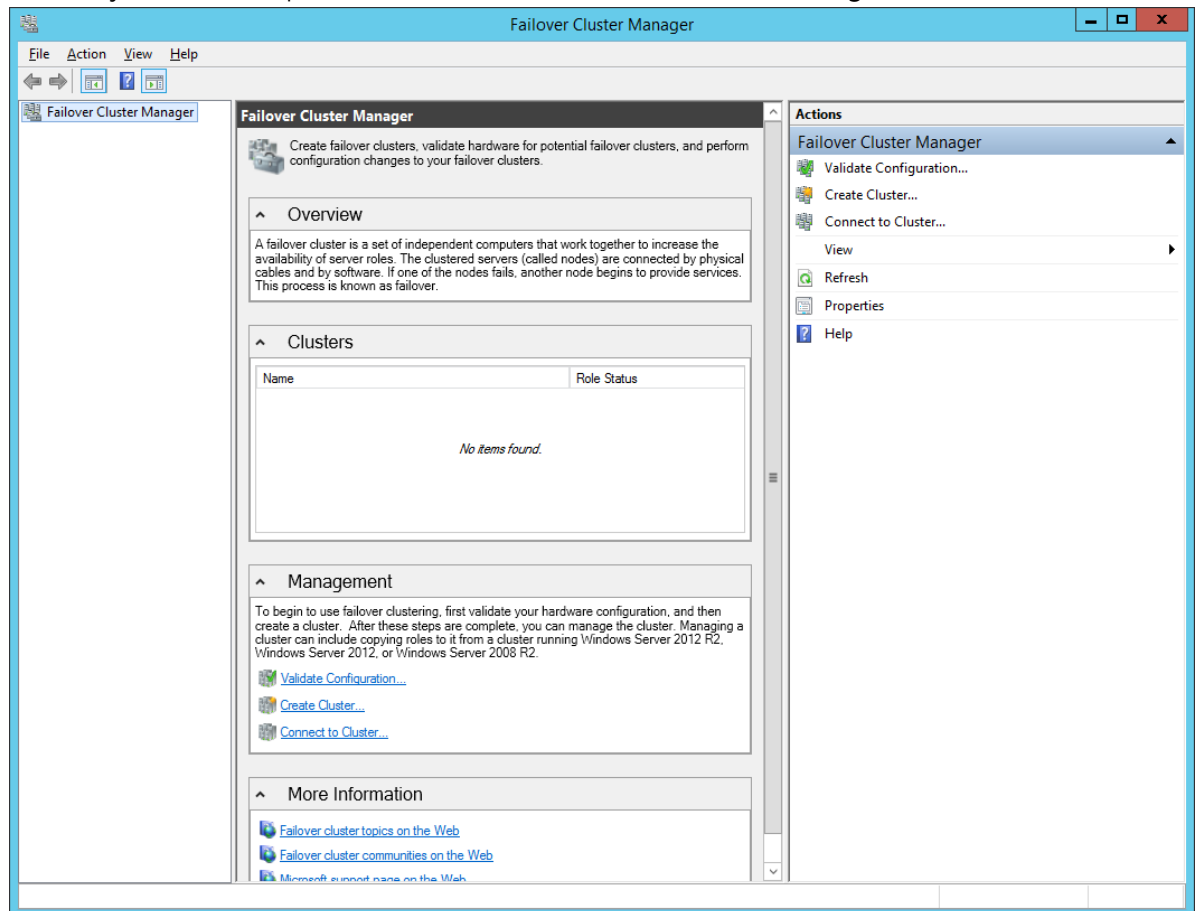 Failover Cluster Manager
File Action View Help
Failover Cluster Manager
Failover Cluster Manager
Create failover clusters, validate hardware for potential failover clusters, and perform
configuration changes to your failover clusters.
Overview
A failover cluster is a set of independent computers that work together to increase the
availability of server roles. The clustered servers (called nodes) are connected by physical
cables and by software. If one of the nodes fails, another node begins to provide services.
This process is known as failover.
Clusters
Name Role Status
No items found.
Management
To begin to use failover clustering, first validate your hardware configuration, and then
create a cluster. After these steps are complete, you can manage the cluster. Managing a
cluster can include copying roles to it from a cluster running Windows Server 2012 R2,
Windows Server 2012, or Windows Server 2008 R2.
Validate Configuration...
Create Cluster...
Connect to Cluster...
More Information
Failover cluster topics on the Web
Failover cluster communities on the Web
Microsoft support page on the Web
Actions
Failover Cluster Manager
Validate Configuration...
Create Cluster...
Connect to Cluster...
View
Refresh
Properties
Help